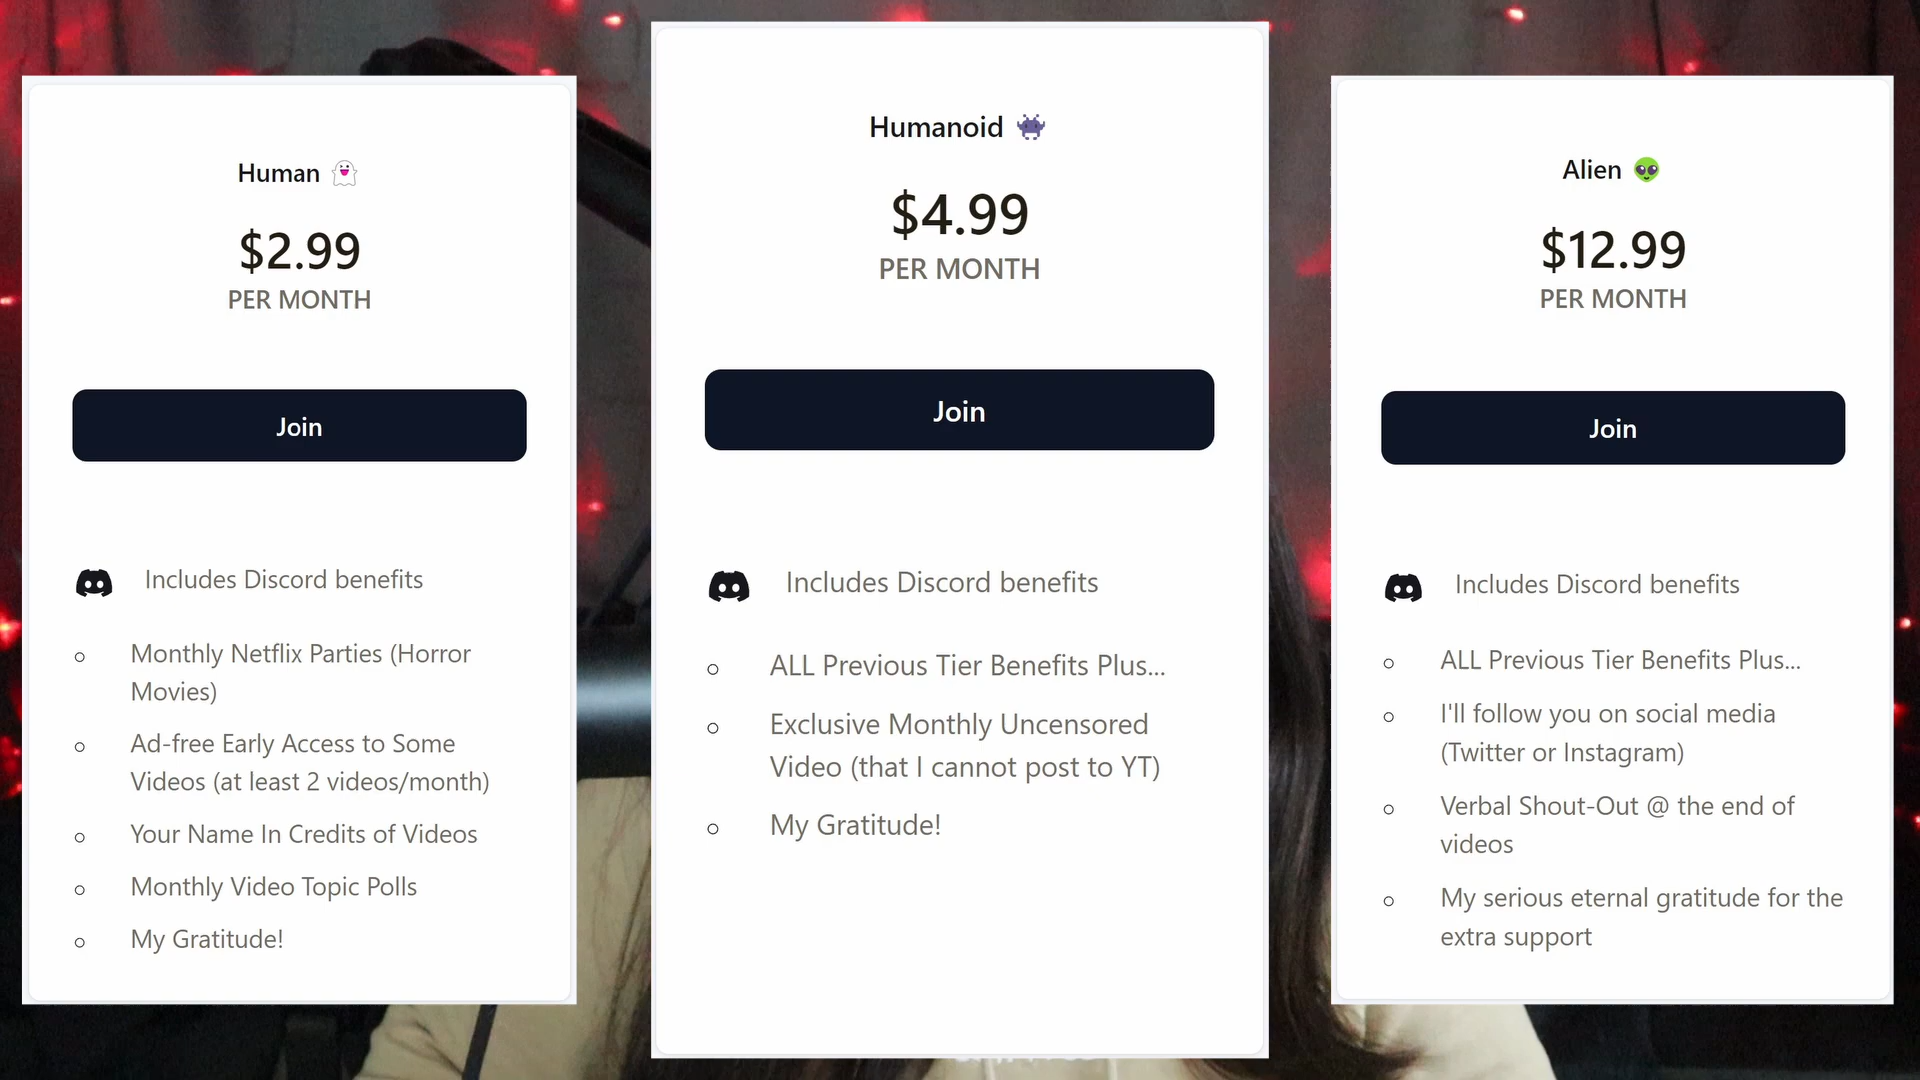 Human
$2.99
PER MONTH
Join
Includes Discord benefits
Monthly Netflix Parties (Horror
Movies)
Ad-free Early Access to Some
Videos (at least 2 videos/month)
Your Name In Credits of Videos
Monthly Video Topic Polls
My Gratitude!
Humanoid
$4.99
PER MONTH
Join
Includes Discord benefits
ALL Previous Tier Benefits Plus...
Exclusive Monthly Uncensored
Video (that I cannot post to YT)
My Gratitude!
Alien
$12.99
PER MONTH
Join
Includes Discord benefits
ALL Previous Tier Benefits Plus...
I'll follow you on social media
(Twitter or Instagram)
Verbal Shout-Out @ the end of
videos
My serious eternal gratitude for the
extra support